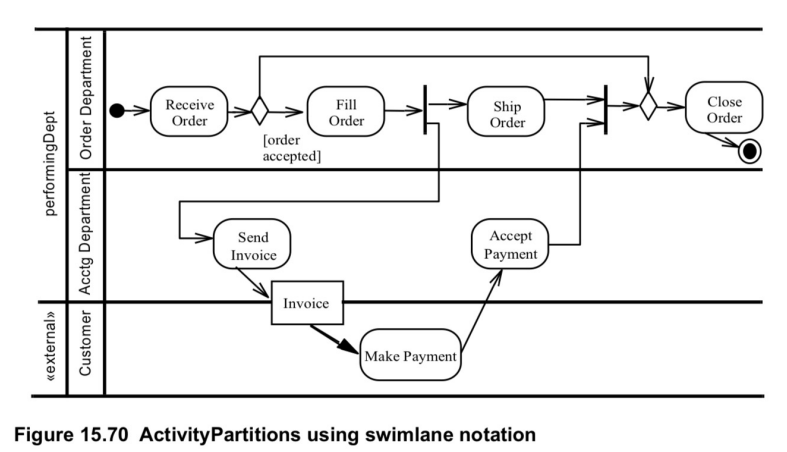 performingDept
Order Department
Receive
Order
Fill
Order
Ship
Order
Close
Order
[order
accepted]
Acctg Department
Send
Invoice
Accept
Payment
Invoice
«external»
Customer
Make Payment
Figure 15.70 ActivityPartitions using swimlane notation